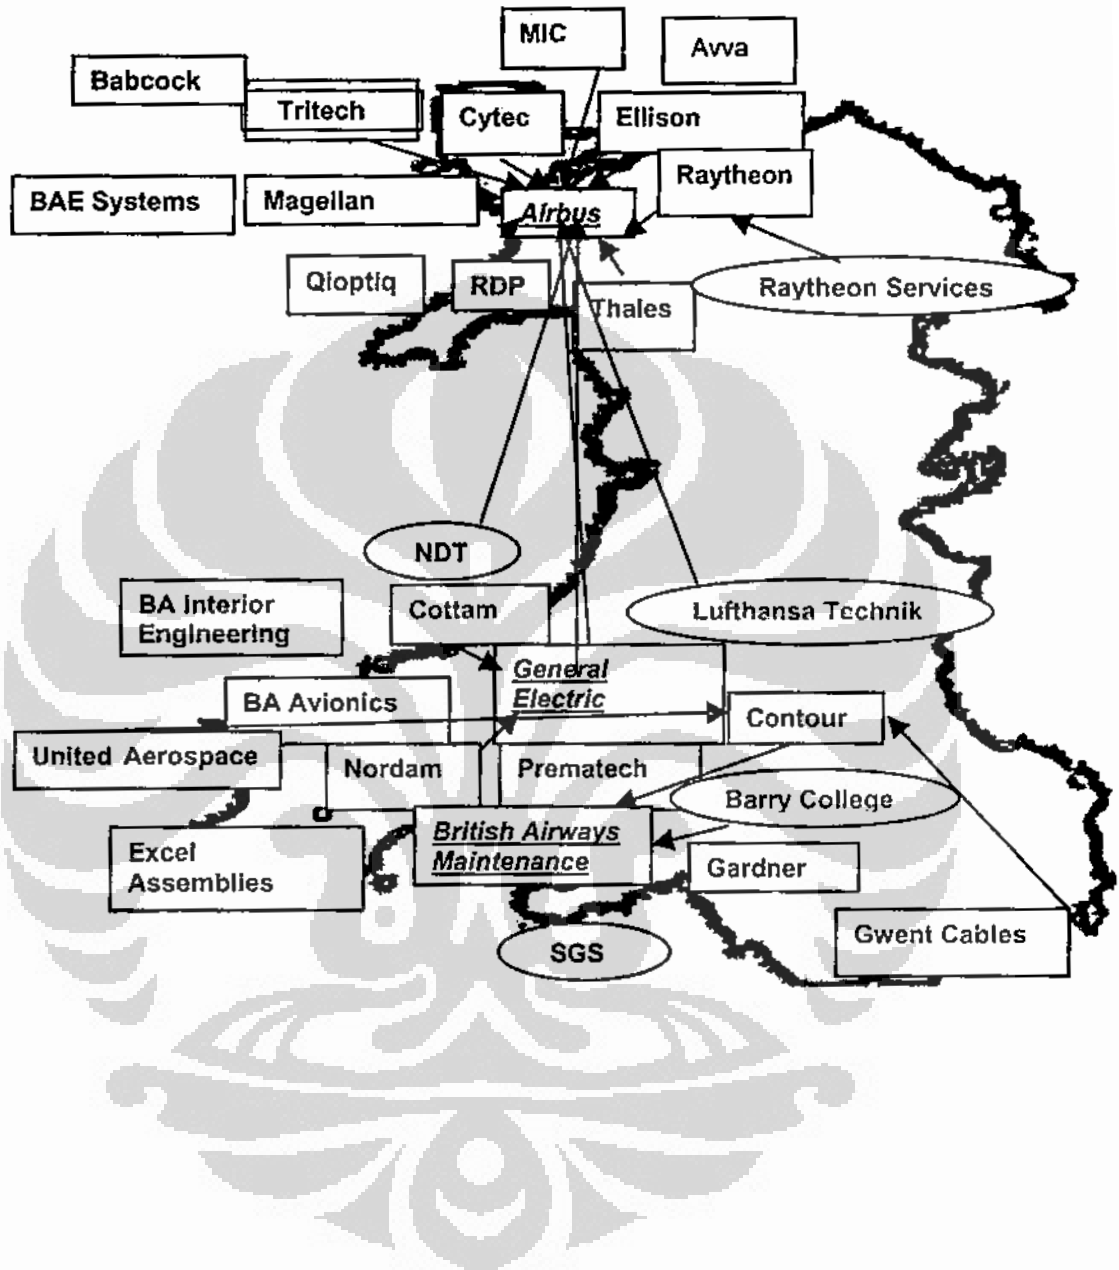 MIC
Avva
Babcock
Tritech
Cytec
Ellison
BAE Systems
Magellan
Airbus
Raytheon
Qioptiq
RDP
Thales
Raytheon Services
NDT
BA Interior
Engineering
Cottam
Lufthansa Technik
General
Electric
BA Avionics
Contour
United Aerospace
Nordam
Prematech
Barry College
British Airways
Maintenance
Excel
Assemblies
Gardner
Gwent Cables
SGS